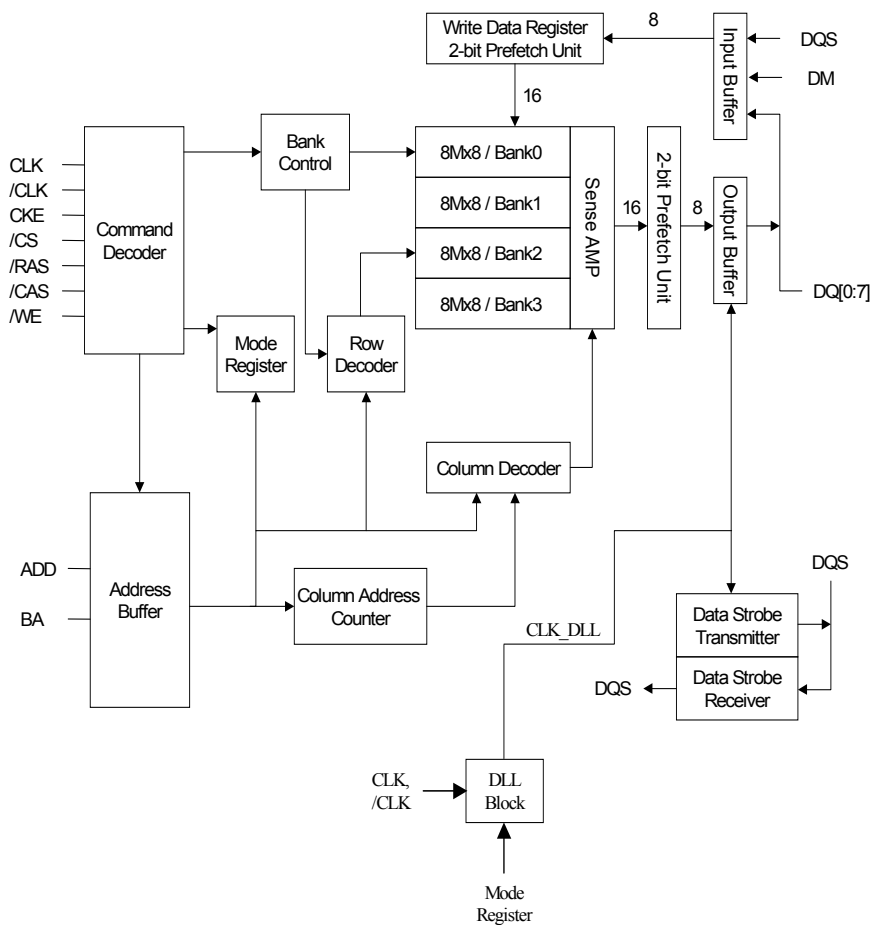 Write Data Register
2-bit Prefetch Unit
8
Input Buffer
DQS
DM
16
Bank
Control
8Mx8 / Bank0
8Mx8 / Bank1
8Mx8 / Bank2
8Mx8 / Bank3
Sense AMP
16
2-bit Prefetch Unit
8
Output Buffer
DQ[0:7]
CLK
/CLK
CKE
/CS
/RAS
/CAS
/WE
Command
Decoder
Mode
Register
Row
Decoder
Column Decoder
ADD
BA
Address
Buffer
Column Address
Counter
CLK_DLL
DQS
Data Strobe
Transmitter
Data Strobe
Receiver
DQS
CLK,
/CLK
DLL
Block
Mode
Register